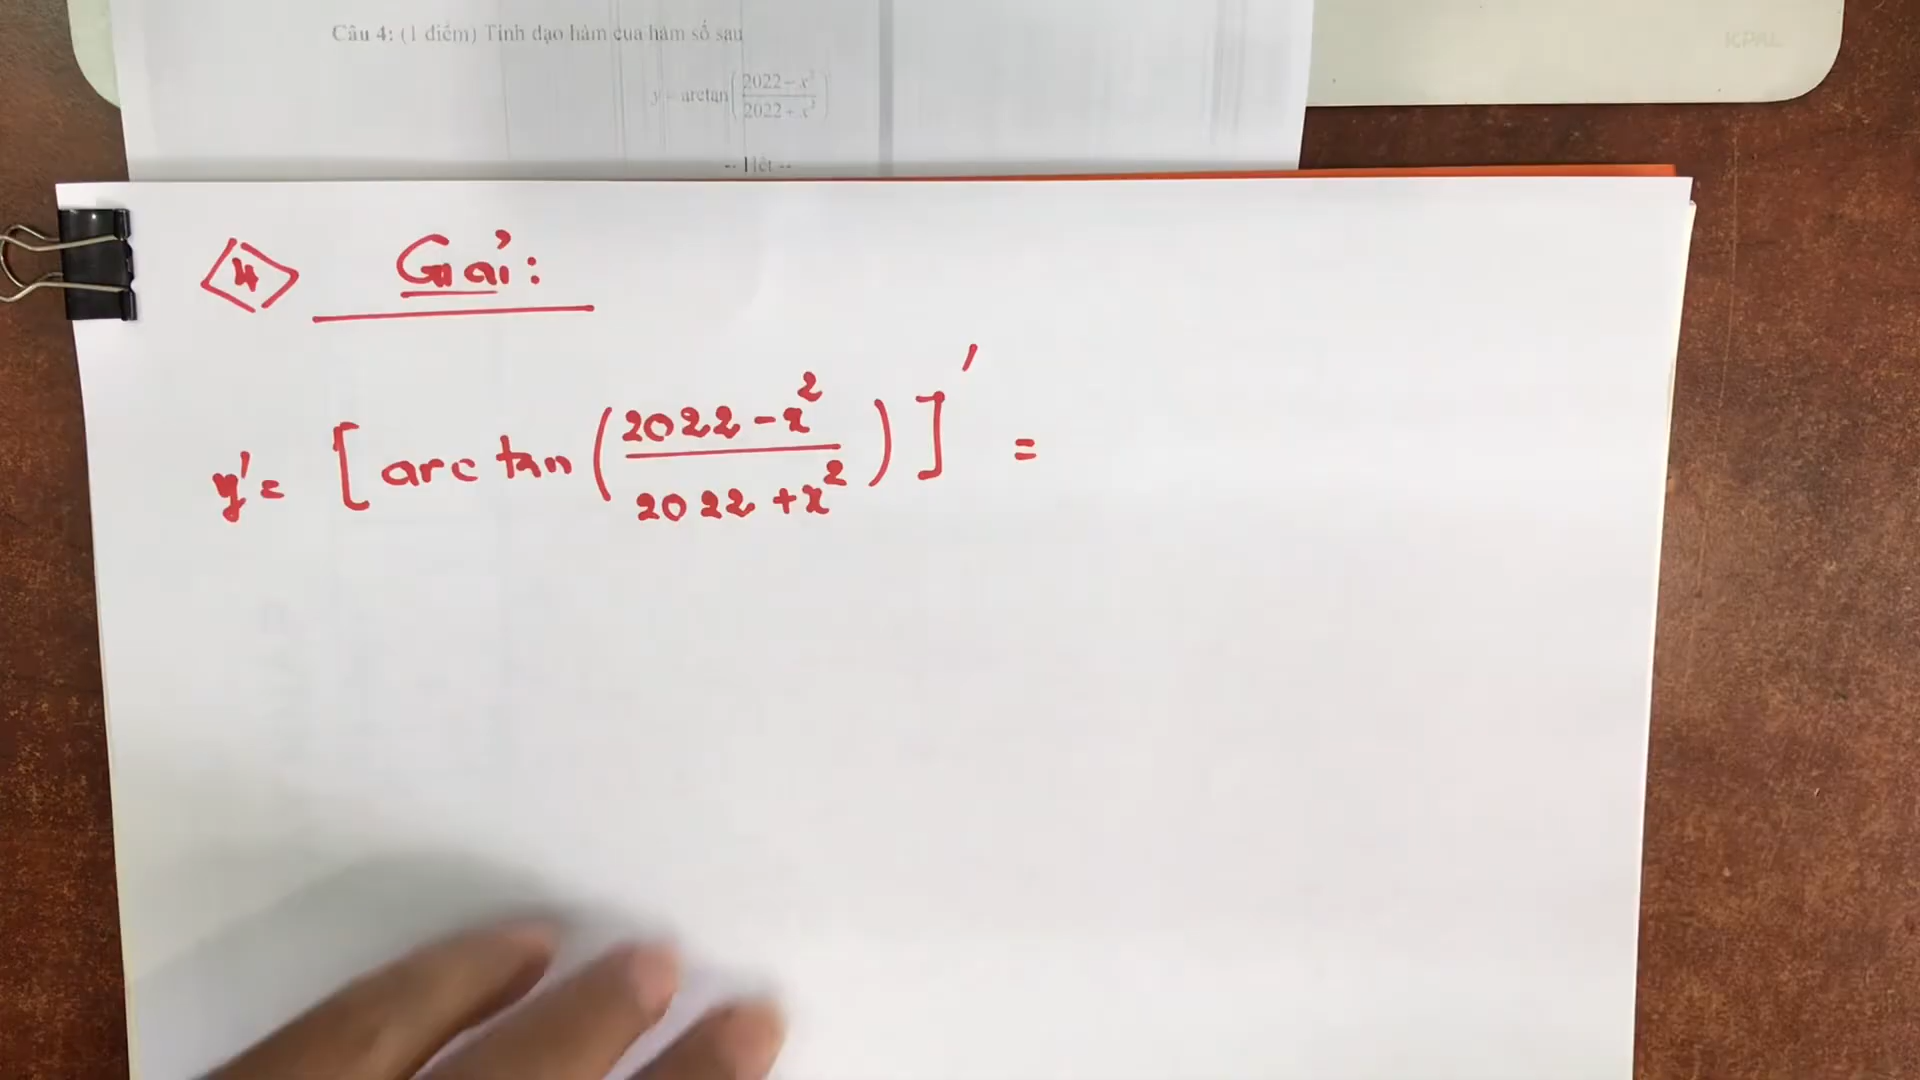 KPAL
Câu 4: (1 điểm) Tính đạo hàm của hàm số sau
y = arctan((2022 - x²)/(2022 + x²))
-- Hết --
4 Giải:
y' = [arctan((2022 - x²)/(2022 + x²))]' =